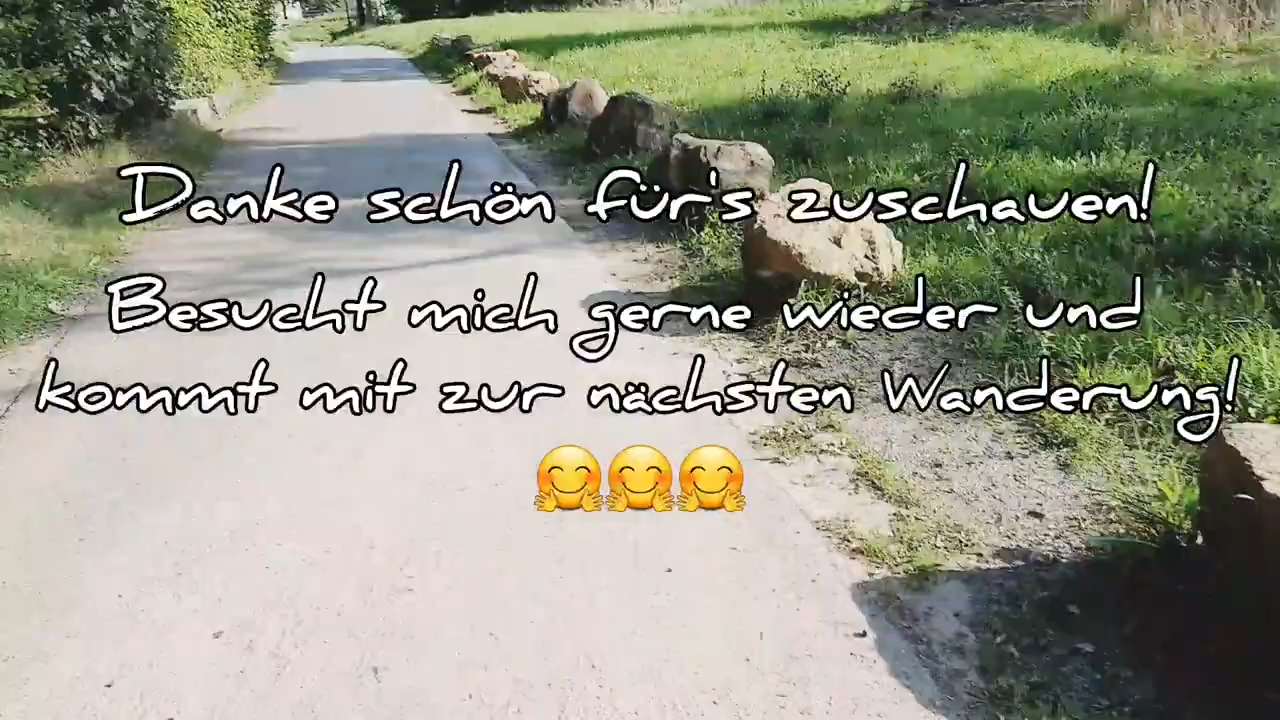 Danke schön für's zuschauen!
Besucht mich gerne wieder und
kommt mit zur nächsten Wanderung!
🤗🤗🤗